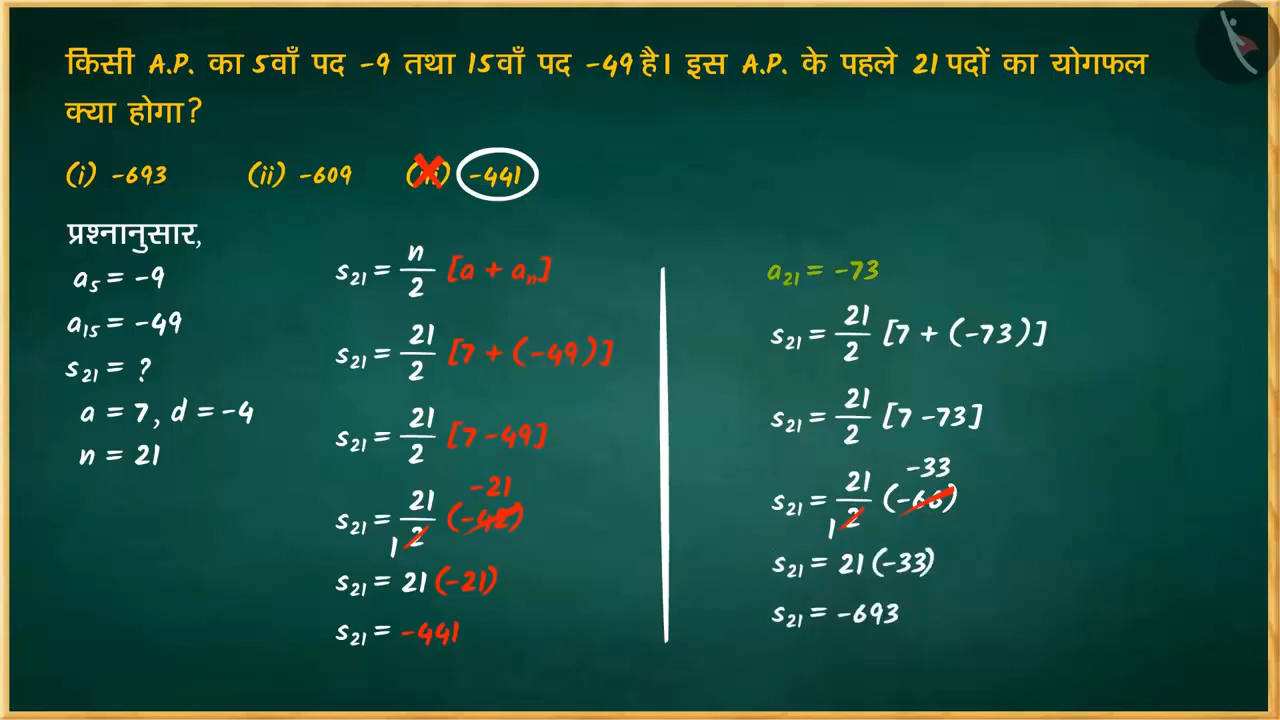 किसी A.P. का 5वाँ पद -9 तथा 15वाँ पद -49 है। इस A.P. के पहले 21 पदों का योगफल
क्या होगा?
(i) -693 (ii) -609 (iii) -441
प्रश्नानुसार,
a₅ = -9
a₁₅ = -49
s₂₁ = ?
a = 7, d = -4
n = 21
s₂₁ = n/2 [a + aₙ]
s₂₁ = 21/2 [7 + (-49)]
s₂₁ = 21/2 [7 - 49]
-21
s₂₁ = 21/2 (-42)
1
s₂₁ = 21 (-21)
s₂₁ = -441
a₂₁ = -73
s₂₁ = 21/2 [7 + (-73)]
s₂₁ = 21/2 [7 - 73]
-33
s₂₁ = 21/2 (-66)
1
s₂₁ = 21 (-33)
s₂₁ = -693